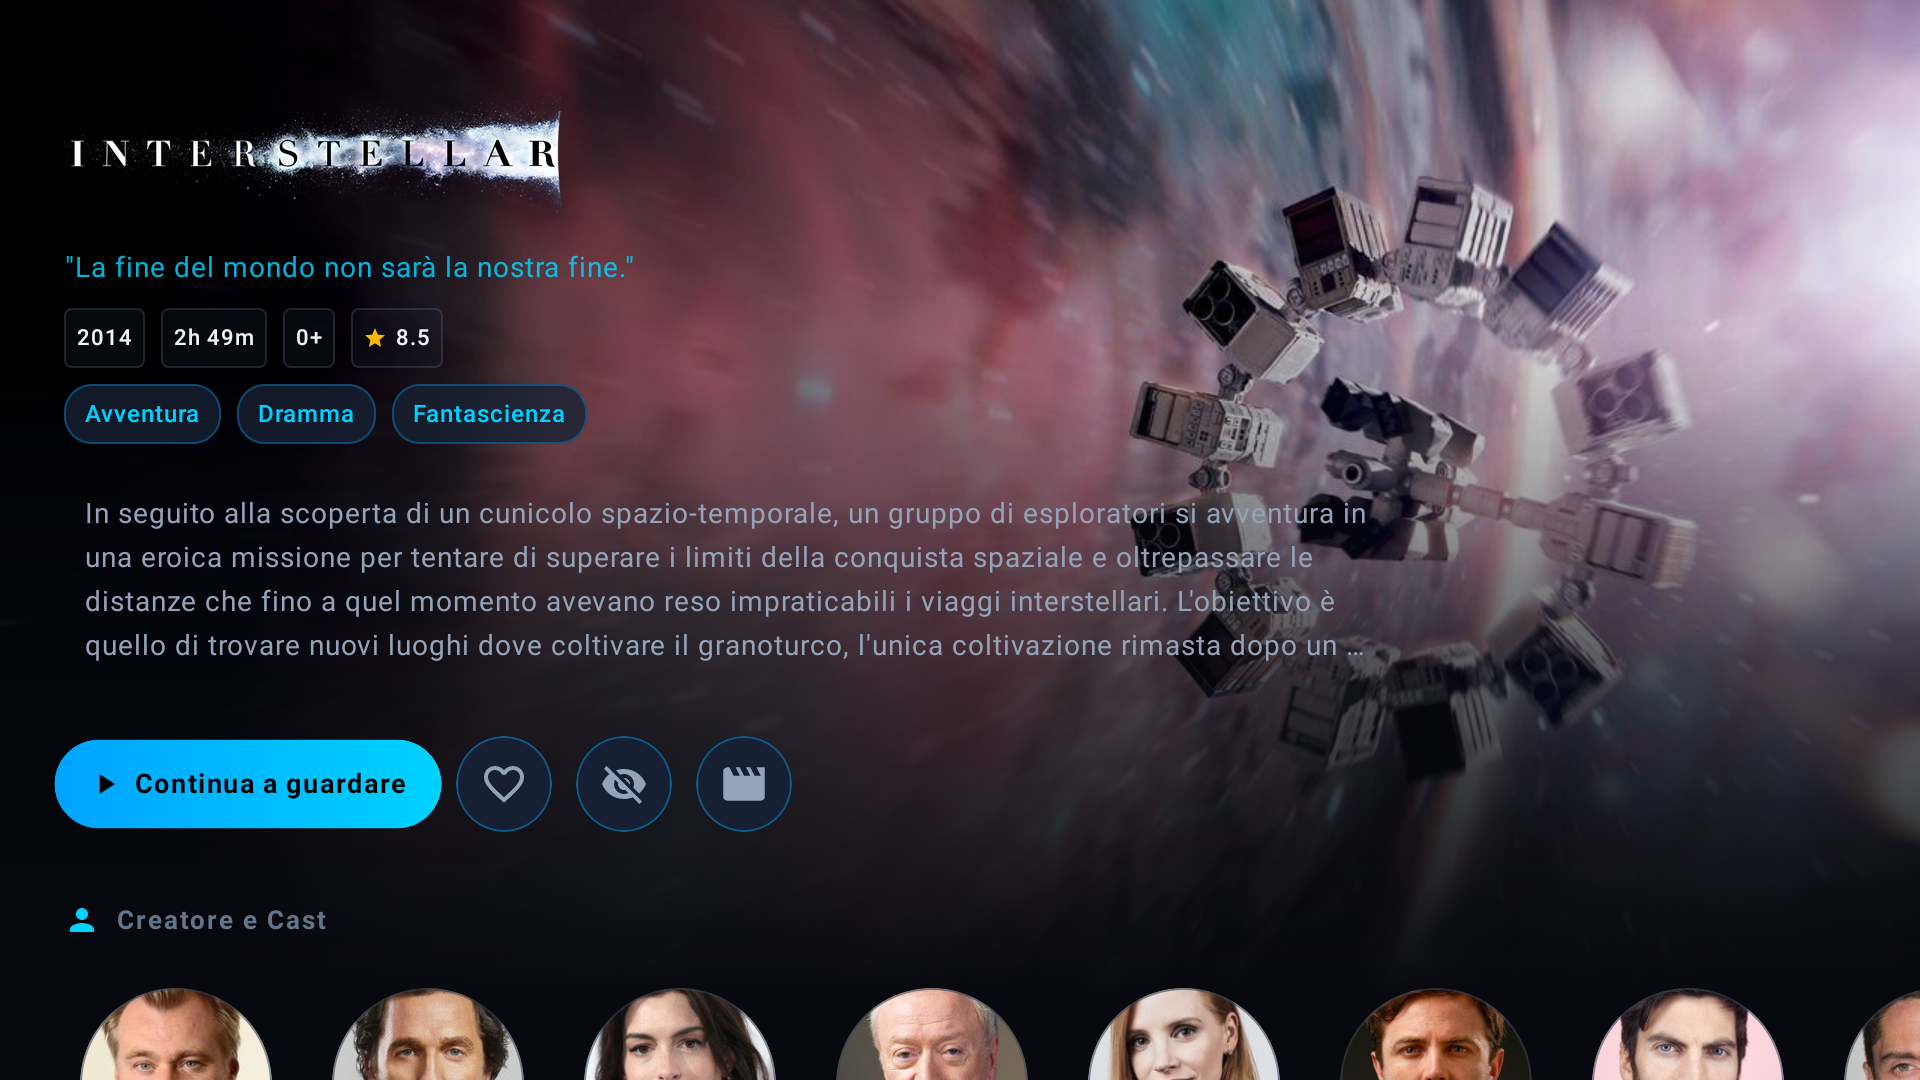 INTERSTELLAR
"La fine del mondo non sarà la nostra fine."
2014 2h 49m 0+ 8.5
Avventura Dramma Fantascienza
In seguito alla scoperta di un cunicolo spazio-temporale, un gruppo di esploratori si avventura in
una eroica missione per tentare di superare i limiti della conquista spaziale e oltrepassare le
distanze che fino a quel momento avevano reso impraticabili i viaggi interstellari. L'obiettivo è
quello di trovare nuovi luoghi dove coltivare il granoturco, l'unica coltivazione rimasta dopo un …
Continua a guardare
Creatore e Cast